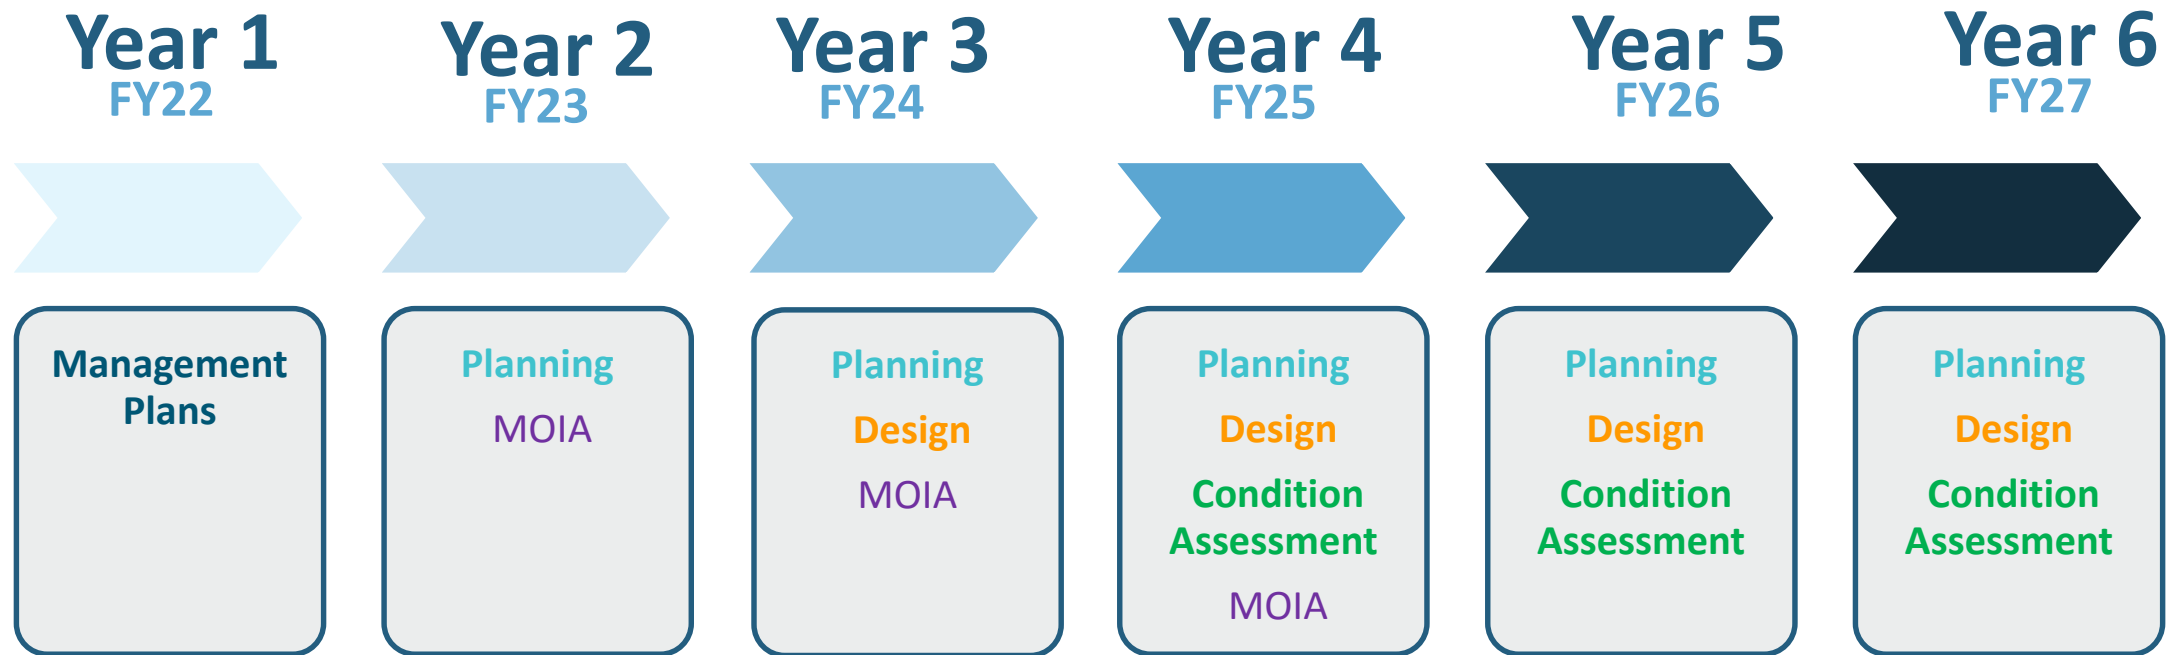 Year 1
FY22
Year 2
FY23
Year 3
FY24
Year 4
FY25
Year 5
FY26
Year 6
FY27
Management
Plans
Planning
MOIA
Planning
Design
MOIA
Planning
Design
Condition
Assessment
MOIA
Planning
Design
Condition
Assessment
Planning
Design
Condition
Assessment